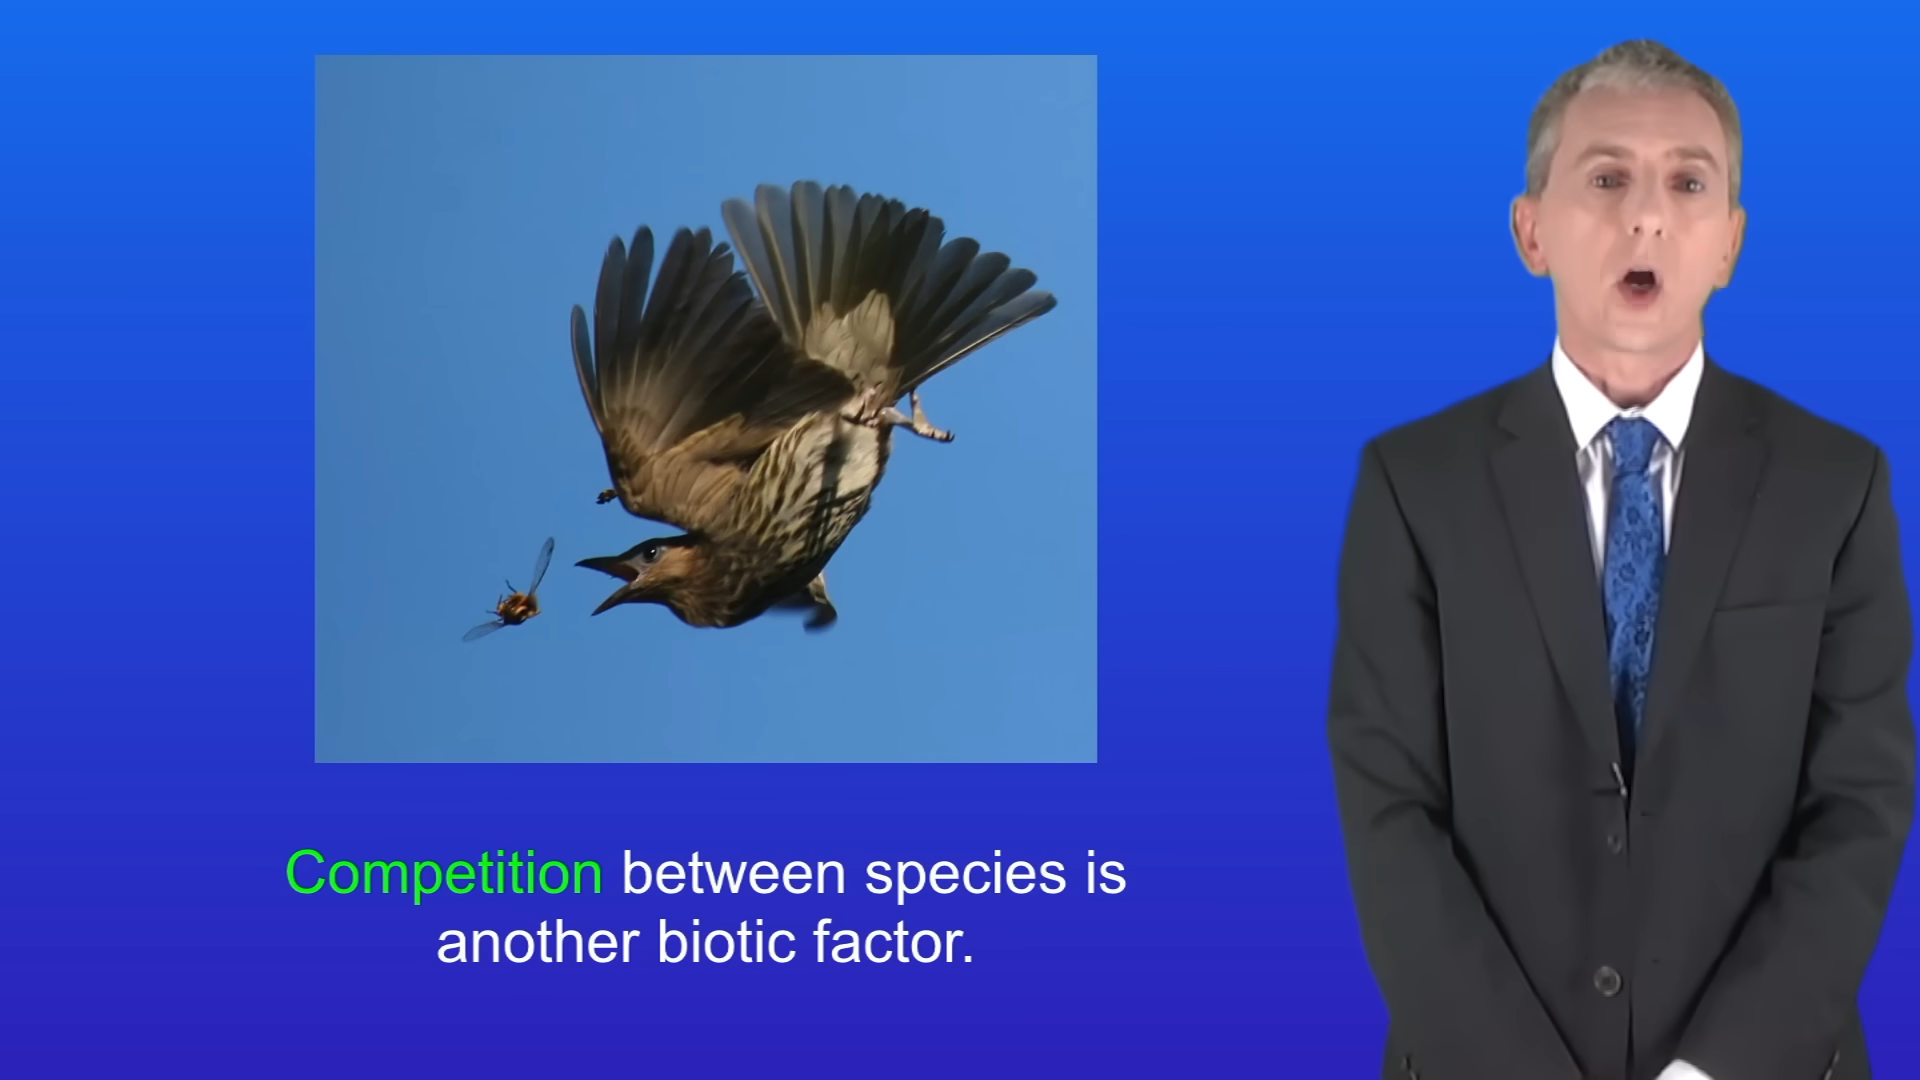 Competition between species is
another biotic factor.